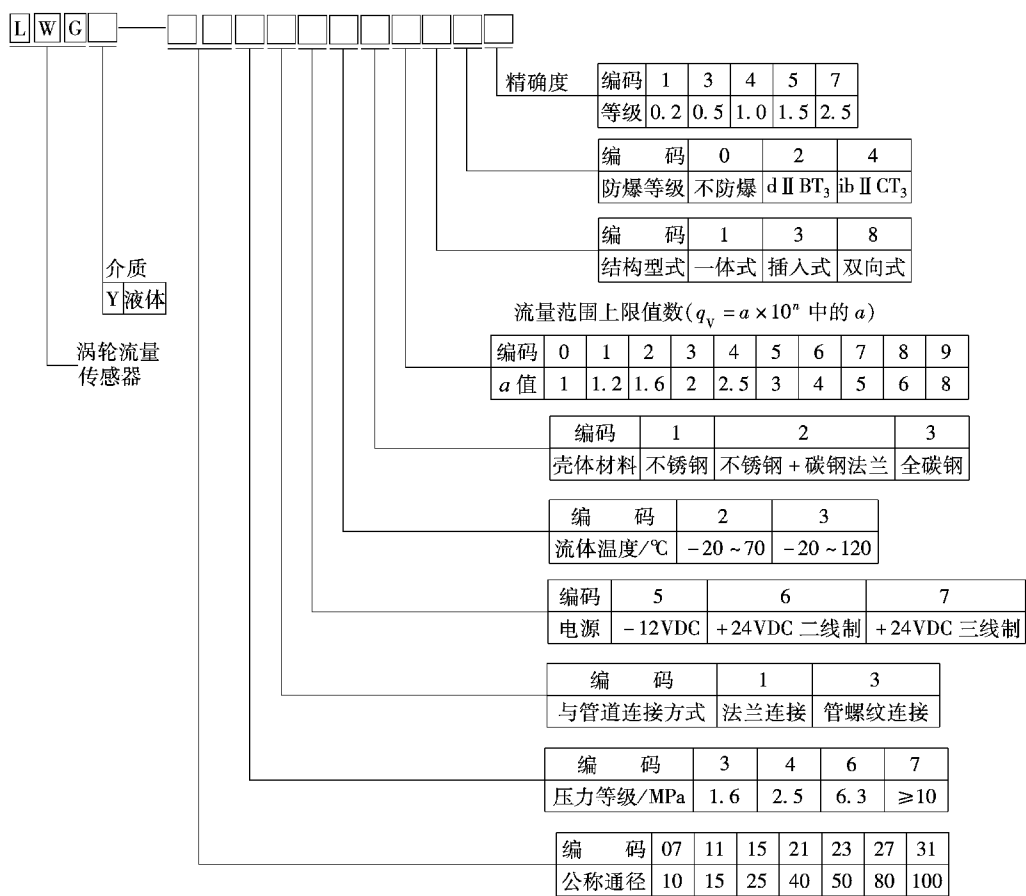 L W G
精确度
编码 1 3 4 5 7
等级 0.2 0.5 1.0 1.5 2.5
编 码 0 2 4
防爆等级 不防爆 dⅡBT₃ ibⅡCT₃
编 码 1 3 8
结构型式 一体式 插入式 双向式
介质
Y 液体
流量范围上限值数(qᵥ=a×10ⁿ 中的 a)
编码 0 1 2 3 4 5 6 7 8 9
a 值 1 1.2 1.6 2 2.5 3 4 5 6 8
涡轮流量
传感器
编码 1 2 3
壳体材料 不锈钢 不锈钢+碳钢法兰 全碳钢
编 码 2 3
流体温度/℃ -20~70 -20~120
编码 5 6 7
电源 -12VDC +24VDC 二线制 +24VDC 三线制
编 码 1 3
与管道连接方式 法兰连接 管螺纹连接
编 码 3 4 6 7
压力等级/MPa 1.6 2.5 6.3 ⩾10
编 码 07 11 15 21 23 27 31
公称通径 10 15 25 40 50 80 100